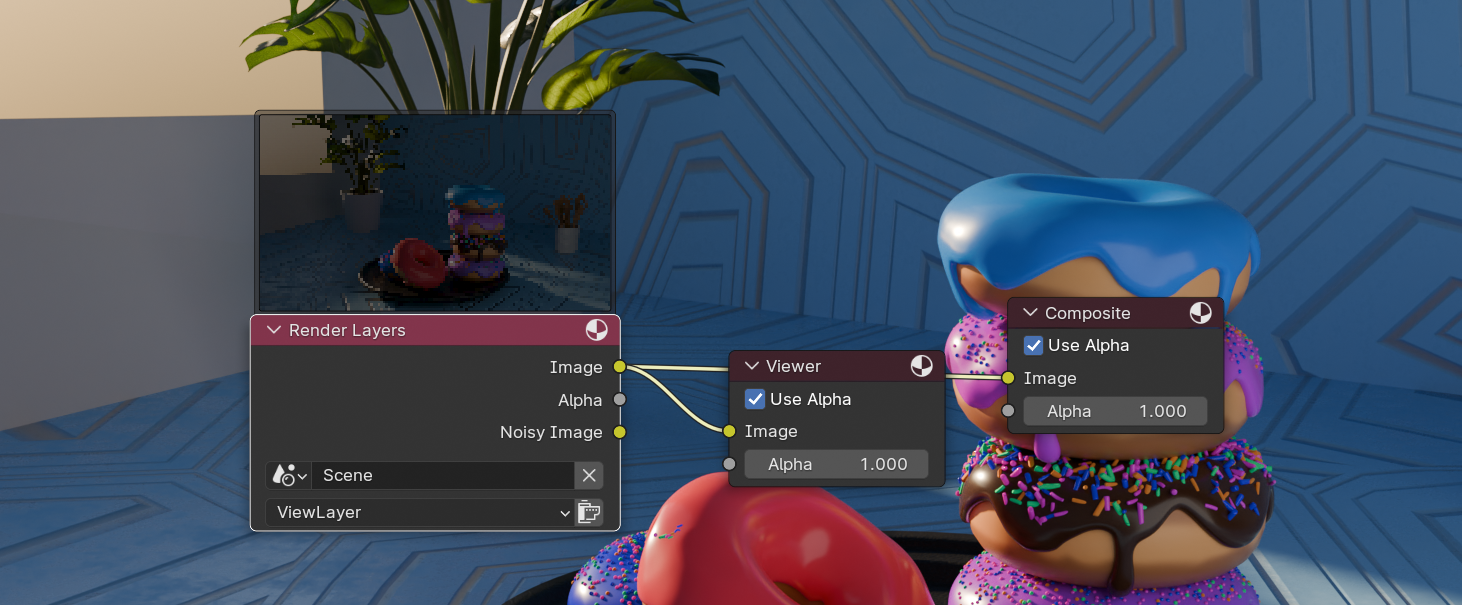 Render Layers
Image
Alpha
Noisy Image
Scene
ViewLayer
Viewer
Use Alpha
Image
Alpha 1.000
Composite
Use Alpha
Image
Alpha 1.000